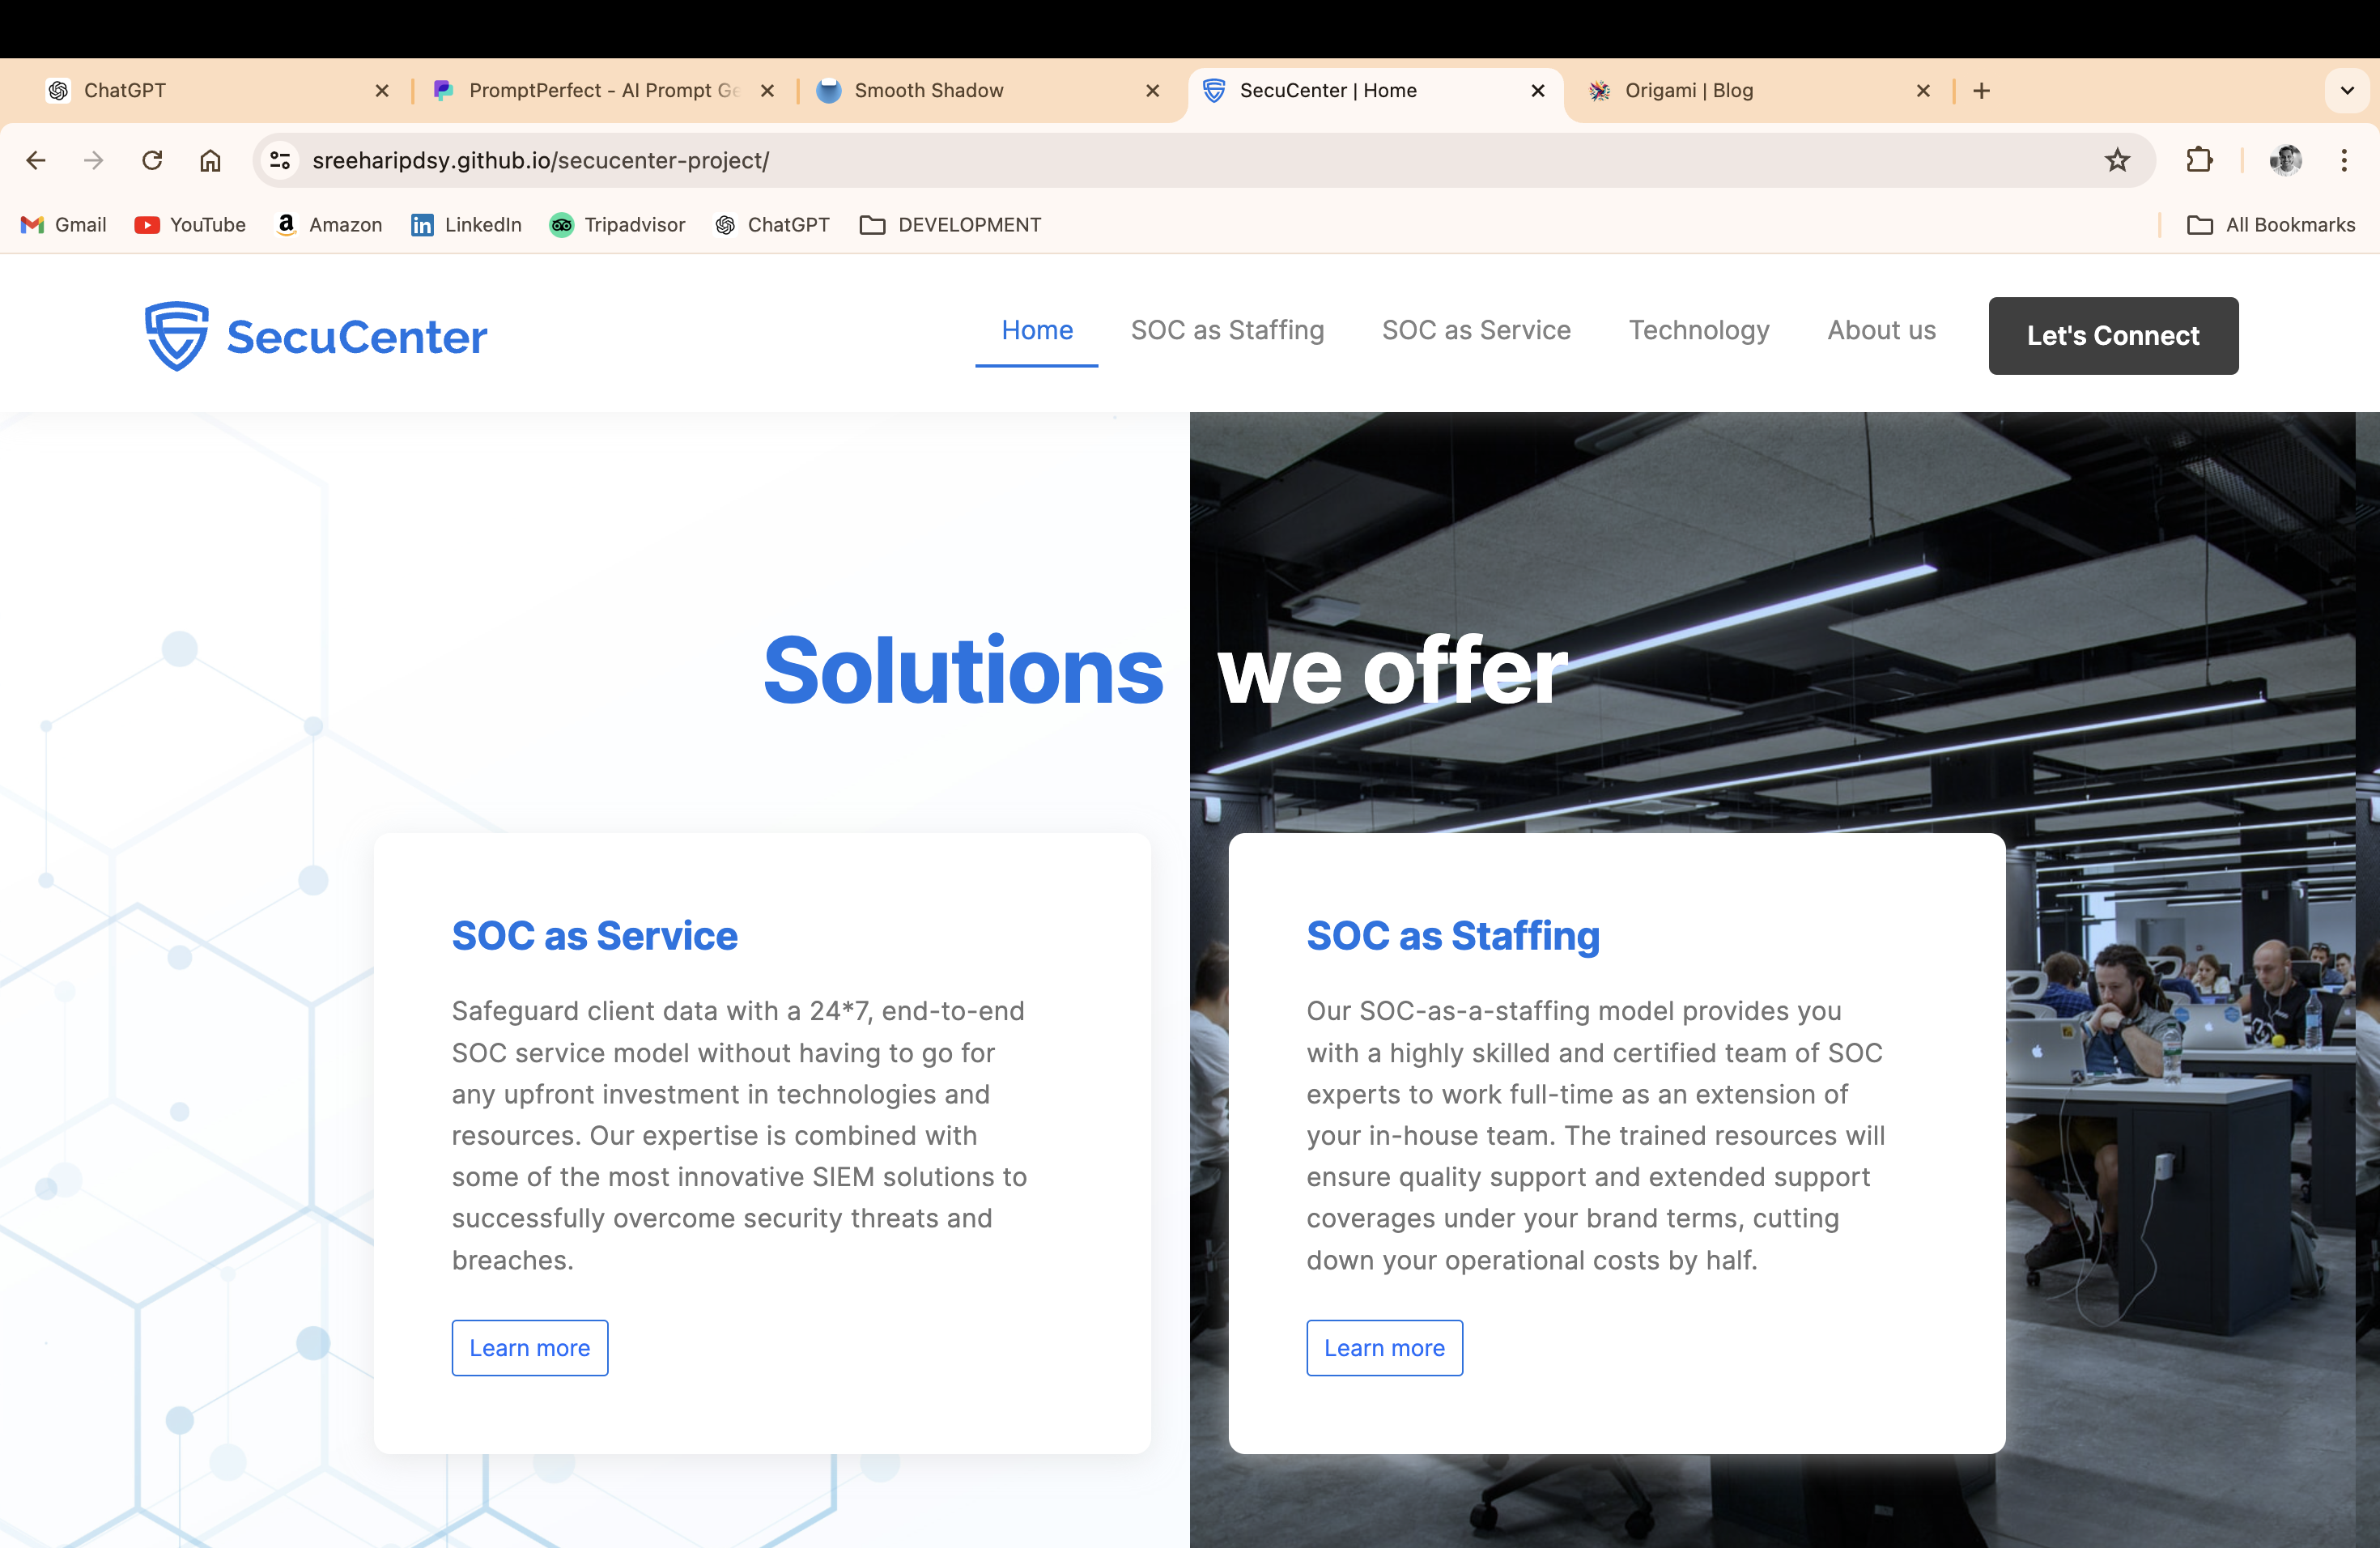 ChatGPT
PromptPerfect - AI Prompt Ge
Smooth Shadow
SecuCenter | Home
Origami | Blog
sreeharipdsy.github.io/secucenter-project/
Gmail
YouTube
Amazon
LinkedIn
Tripadvisor
ChatGPT
DEVELOPMENT
All Bookmarks
SecuCenter
Home
SOC as Staffing
SOC as Service
Technology
About us
Let's Connect
Solutions we offer
SOC as Service
Safeguard client data with a 24*7, end-to-end
SOC service model without having to go for
any upfront investment in technologies and
resources. Our expertise is combined with
some of the most innovative SIEM solutions to
successfully overcome security threats and
breaches.
Learn more
SOC as Staffing
Our SOC-as-a-staffing model provides you
with a highly skilled and certified team of SOC
experts to work full-time as an extension of
your in-house team. The trained resources will
ensure quality support and extended support
coverages under your brand terms, cutting
down your operational costs by half.
Learn more